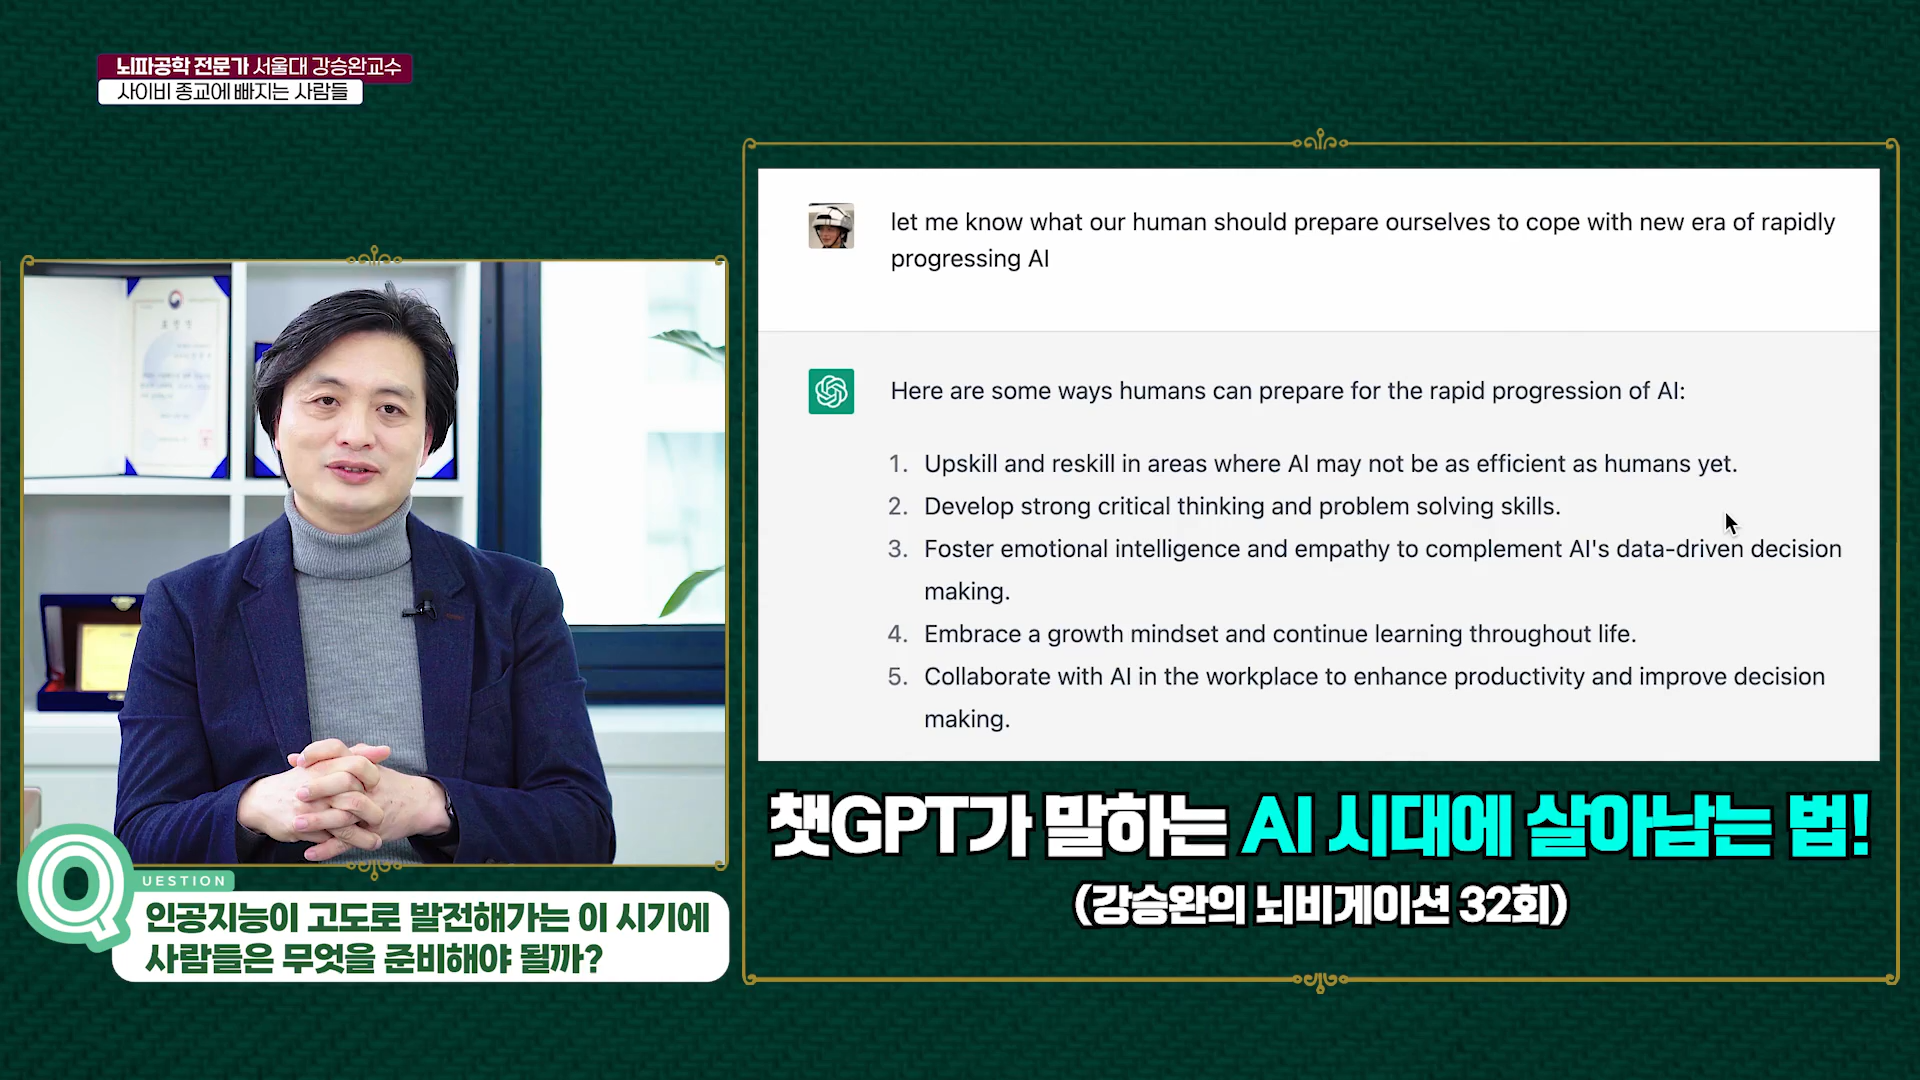 뇌파공학 전문가 서울대 강승완교수
사이비 종교에 빠지는 사람들
let me know what our human should prepare ourselves to cope with new era of rapidly
progressing AI
Here are some ways humans can prepare for the rapid progression of AI:
1. Upskill and reskill in areas where AI may not be as efficient as humans yet.
2. Develop strong critical thinking and problem solving skills.
3. Foster emotional intelligence and empathy to complement AI's data-driven decision
making.
4. Embrace a growth mindset and continue learning throughout life.
5. Collaborate with AI in the workplace to enhance productivity and improve decision
making.
챗GPT가 말하는 AI 시대에 살아남는 법!
(강승완의 뇌비게이션 32회)
QUESTION
인공지능이 고도로 발전해가는 이 시기에
사람들은 무엇을 준비해야 될까?